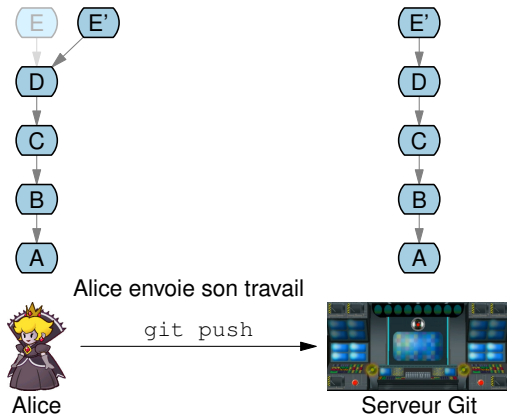 E E' E'
D D
C C
B B
A A
Alice envoie son travail
git push
Alice Serveur Git